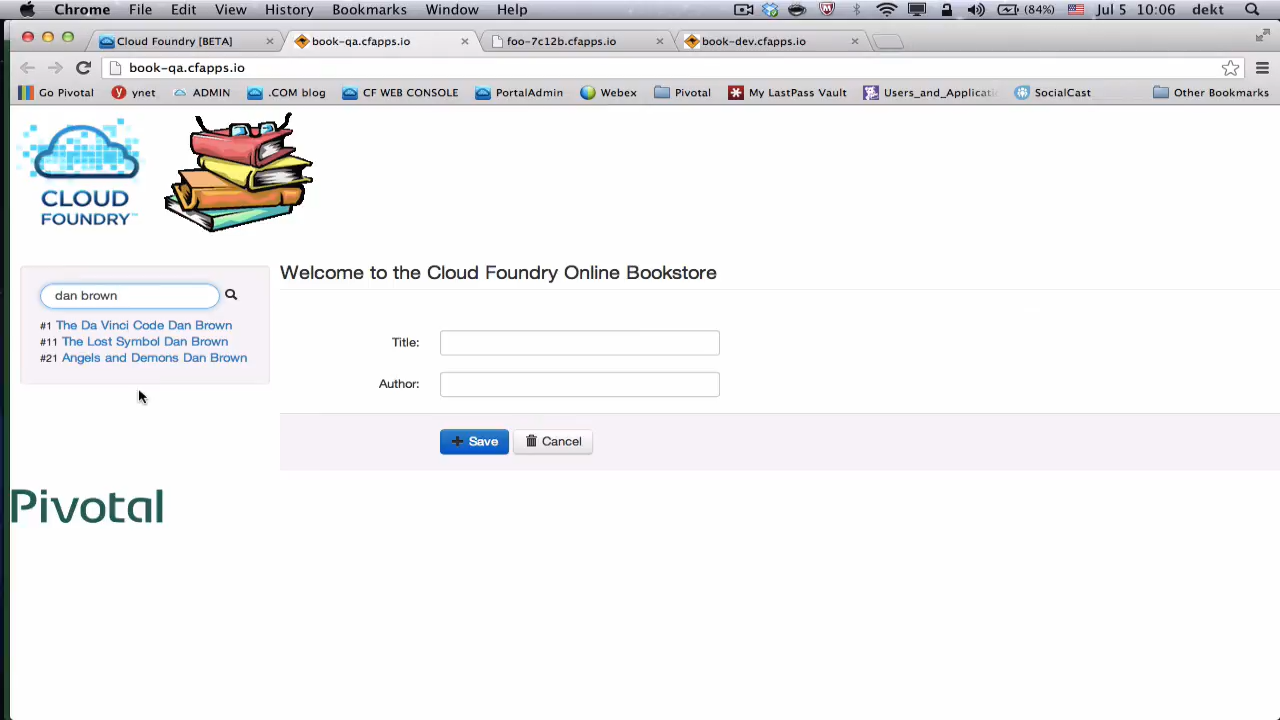 Chrome File Edit View History Bookmarks Window Help (84%) Jul 5 10:06 dekt
Cloud Foundry [BETA] book-qa.cfapps.io foo-7c12b.cfapps.io book-dev.cfapps.io
book-qa.cfapps.io
Go Pivotal ynet ADMIN .COM blog CF WEB CONSOLE PortalAdmin Webex Pivotal My LastPass Vault Users_and_Applicati SocialCast Other Bookmarks
CLOUD
FOUNDRY™
Welcome to the Cloud Foundry Online Bookstore
dan brown
#1 The Da Vinci Code Dan Brown
#11 The Lost Symbol Dan Brown
#21 Angels and Demons Dan Brown
Title:
Author:
Save Cancel
Pivotal